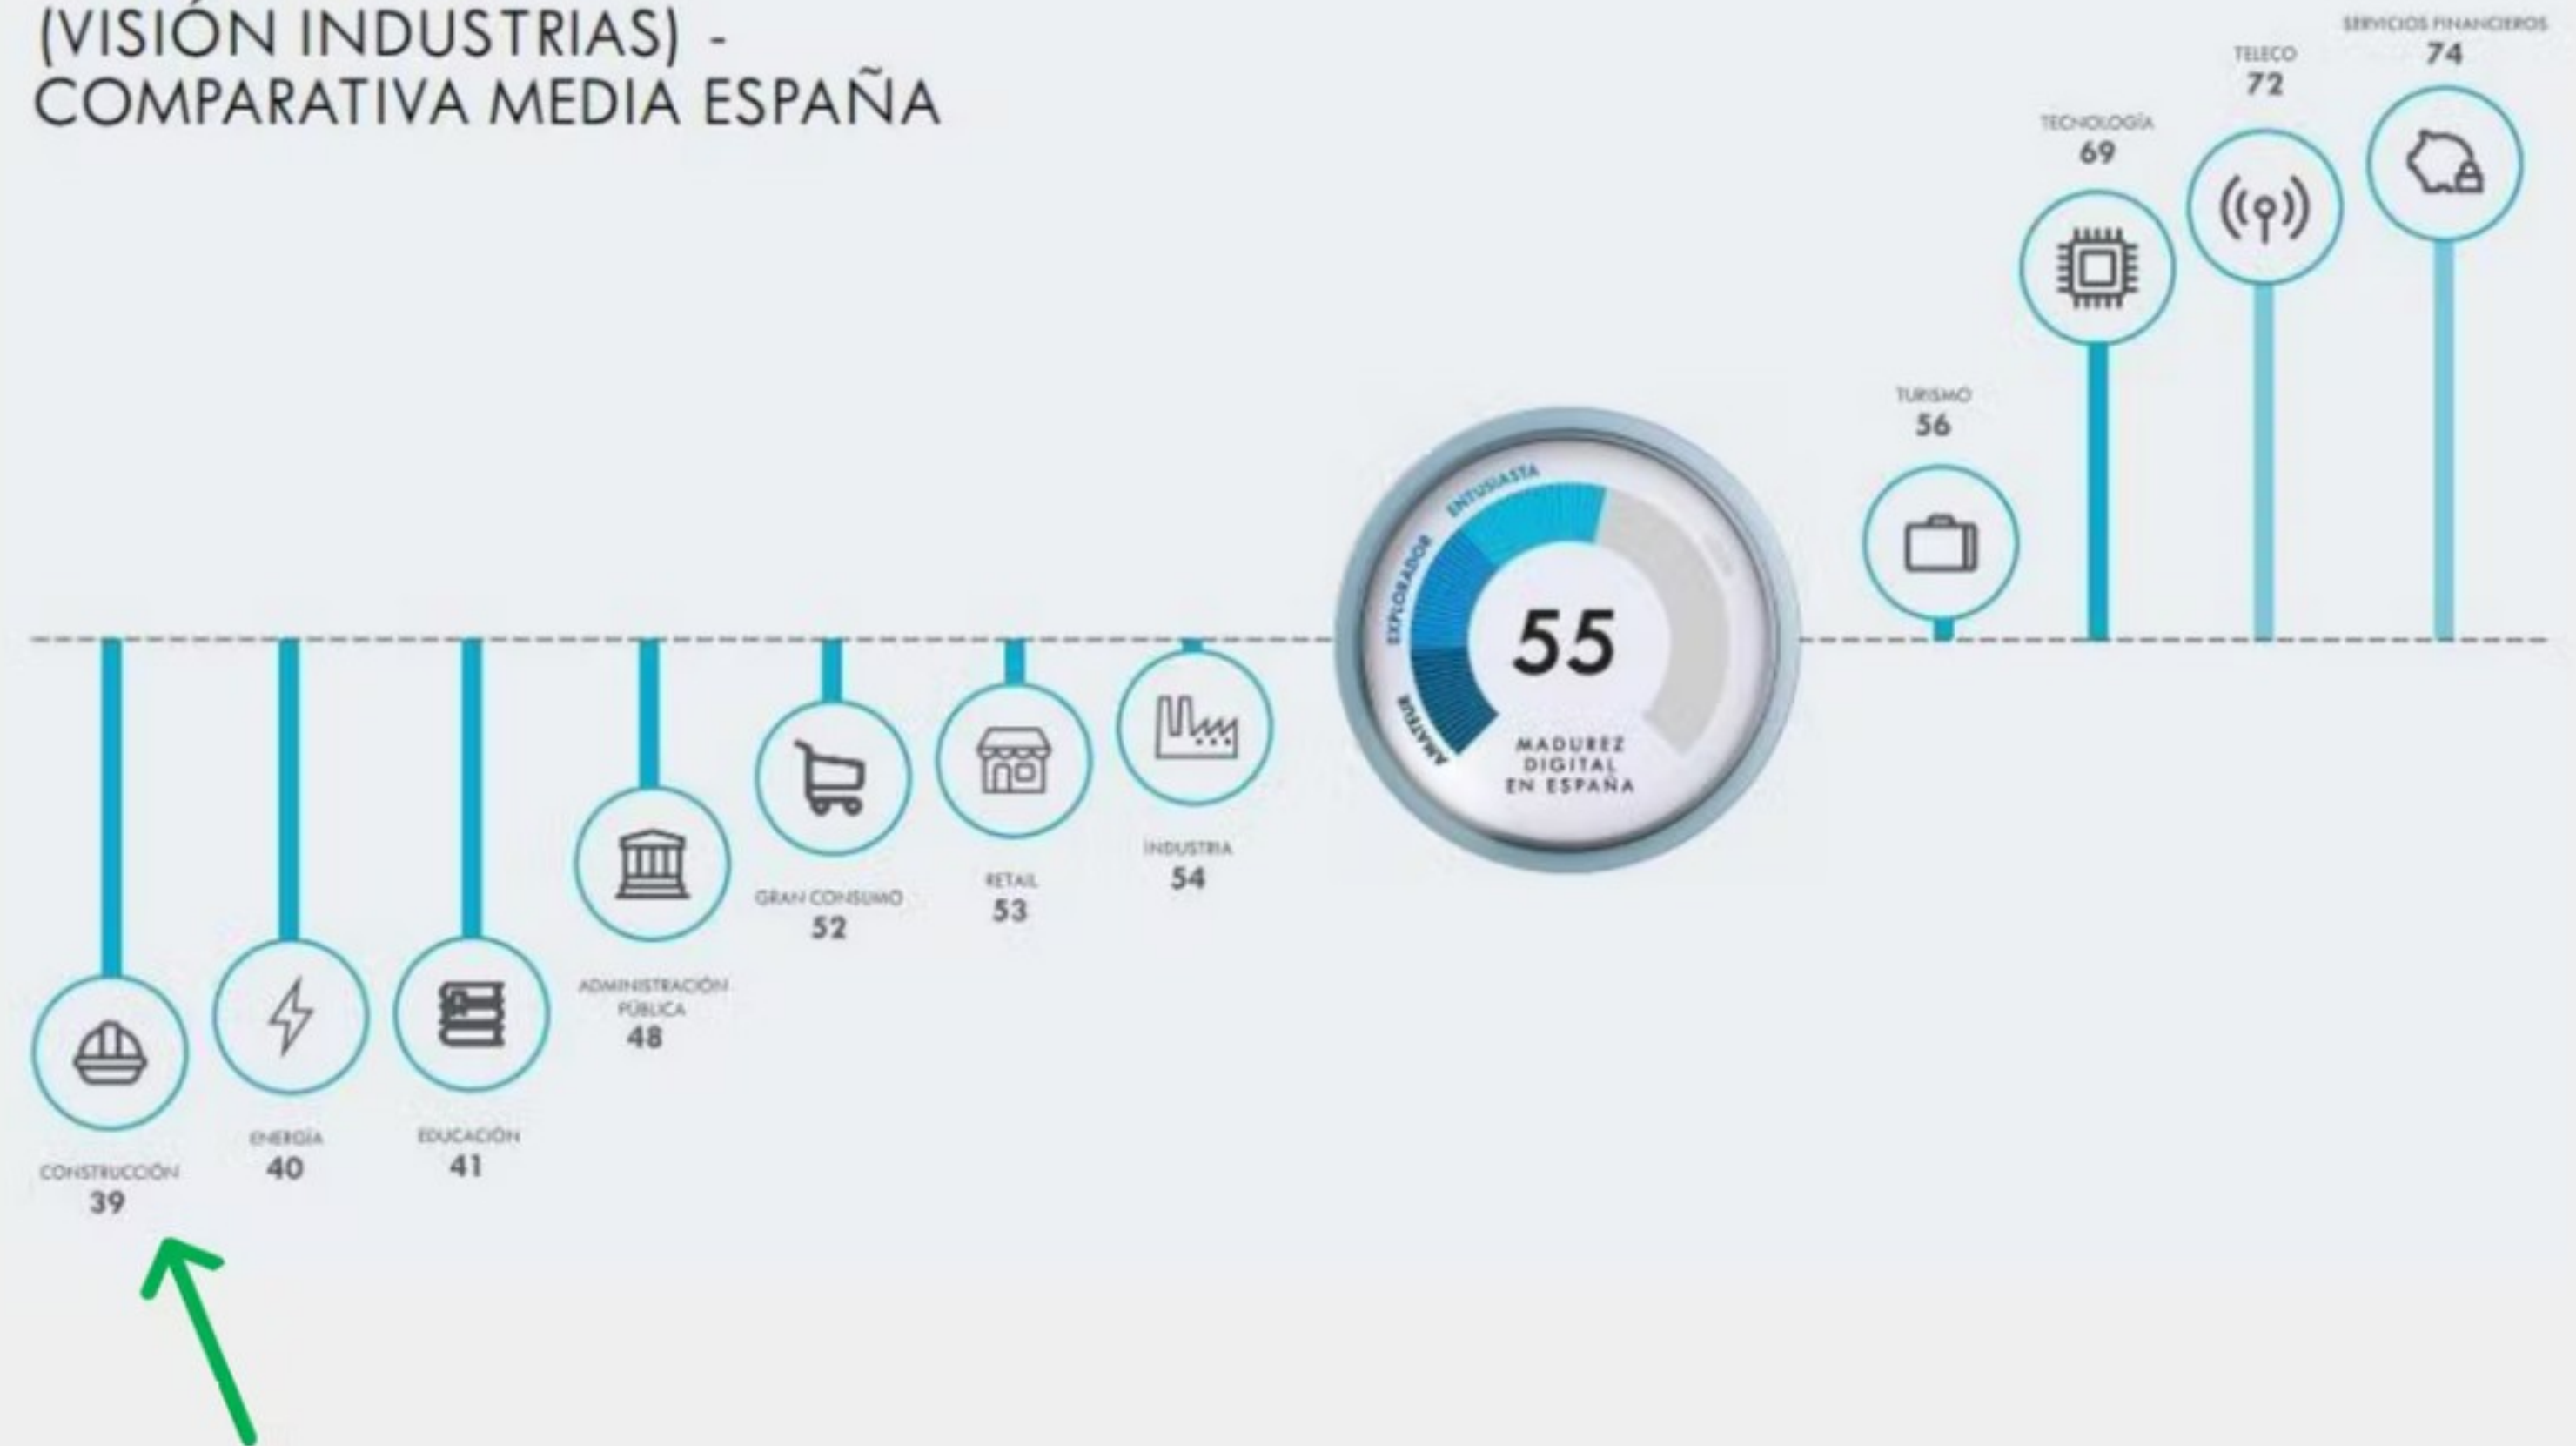 (VISIÓN INDUSTRIAS) -
COMPARATIVA MEDIA ESPAÑA
CONSTRUCCIÓN
39
ENERGÍA
40
EDUCACIÓN
41
ADMINISTRACIÓN
PÚBLICA
48
GRAN CONSUMO
52
RETAIL
53
INDUSTRIA
54
AMATEUR
EXPLORADOR
ENTUSIASTA
55
MADUREZ
DIGITAL
EN ESPAÑA
TURISMO
56
TECNOLOGÍA
69
TELECO
72
SERVICIOS FINANCIEROS
74